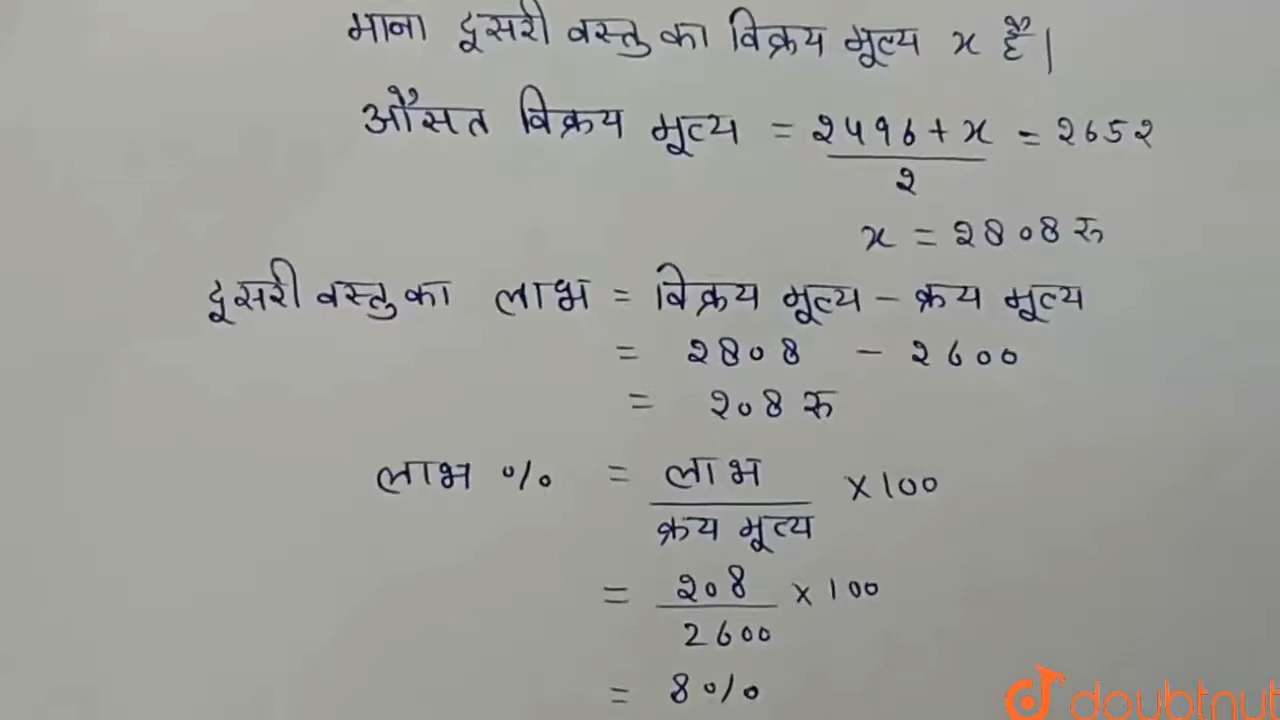 माना दूसरी वस्तु का विक्रय मूल्य x है।
औसत विक्रय मूल्य = 2496 + x = 2652
2
x = 2808 रु
दूसरी वस्तु का लाभ = विक्रय मूल्य - क्रय मूल्य
= 2808 - 2600
= 208 रु
लाभ % = लाभ × 100
क्रय मूल्य
= 208 × 100
2600
= 8%
doubtnut